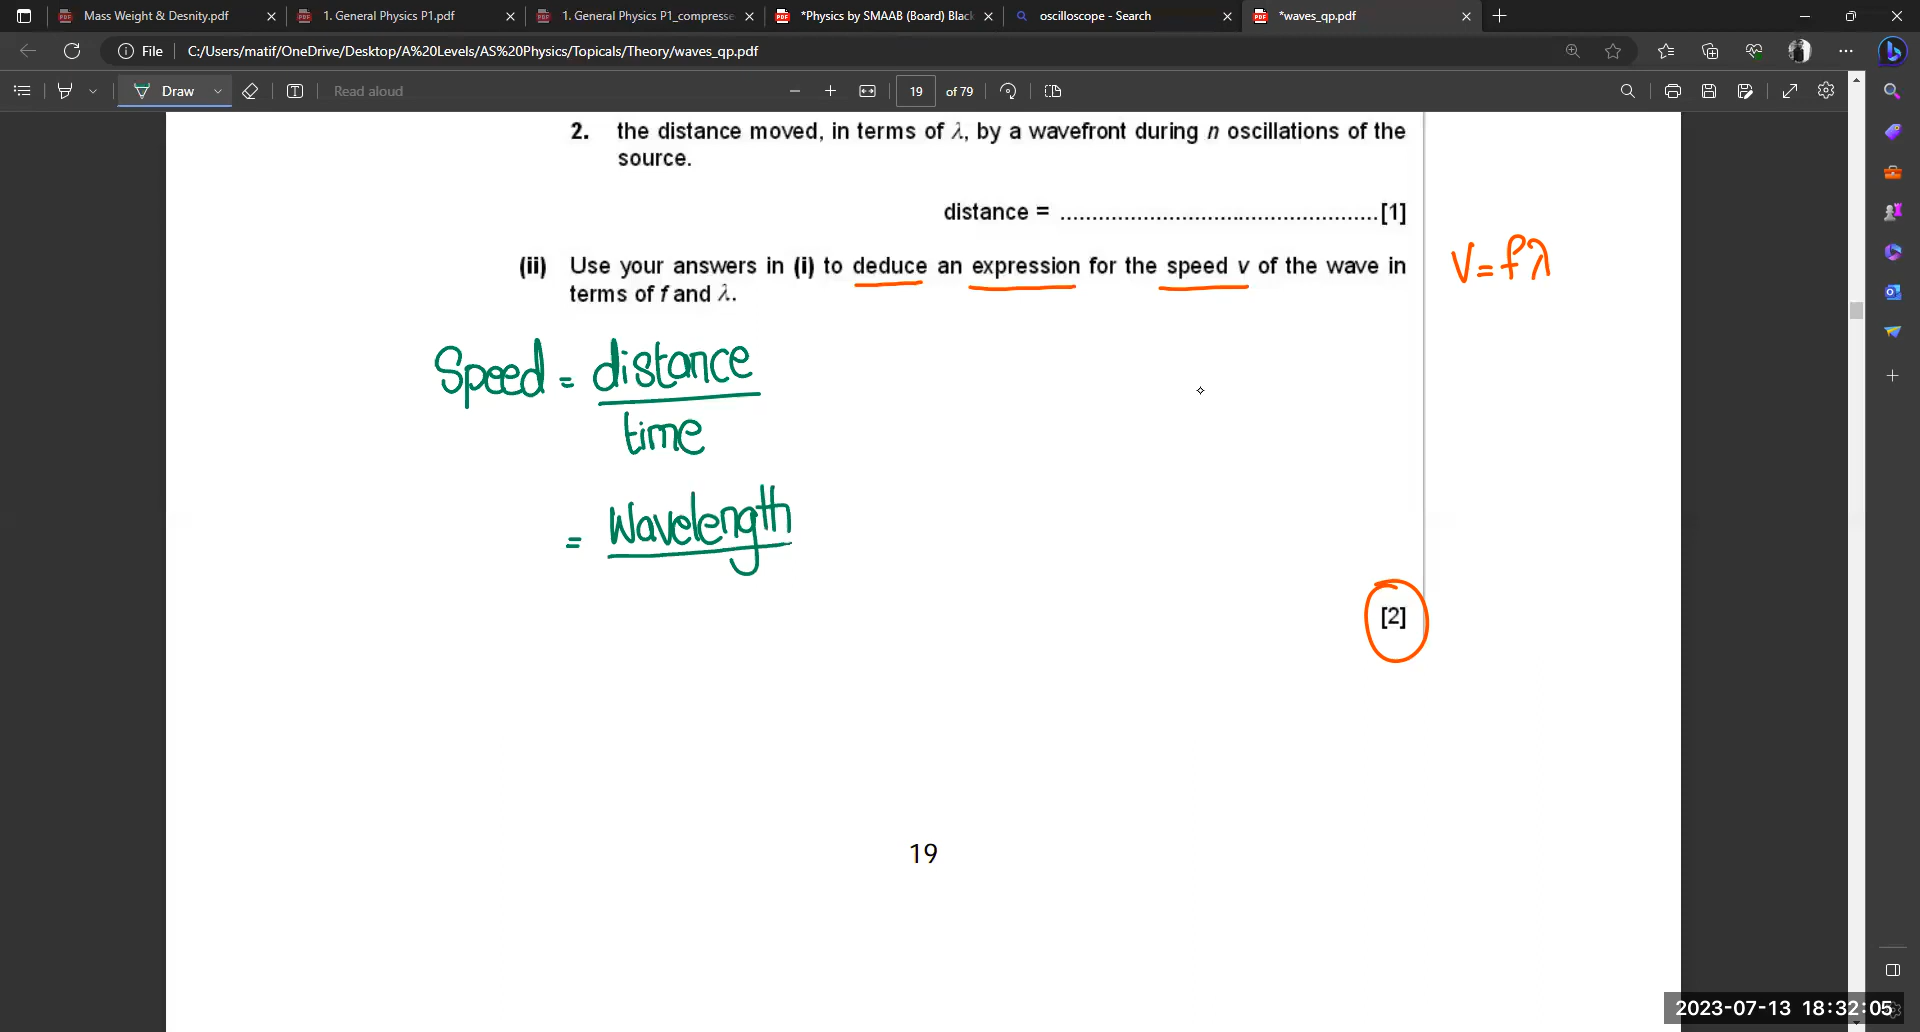 Mass Weight & Desnity.pdf
1. General Physics P1.pdf
1. General Physics P1_compresse
*Physics by SMAAB (Board) Blac
oscilloscope - Search
*waves_qp.pdf
File
C:/Users/matif/OneDrive/Desktop/A%20Levels/AS%20Physics/Topicals/Theory/waves_qp.pdf
Draw
Read aloud
19 of 79
2. the distance moved, in terms of λ, by a wavefront during n oscillations of the
source.
distance = ................................................. [1]
(ii) Use your answers in (i) to deduce an expression for the speed v of the wave in
terms of f and λ.
V = fλ
Speed = distance
time
= Wavelength
[2]
19
2023-07-13 18:32:05